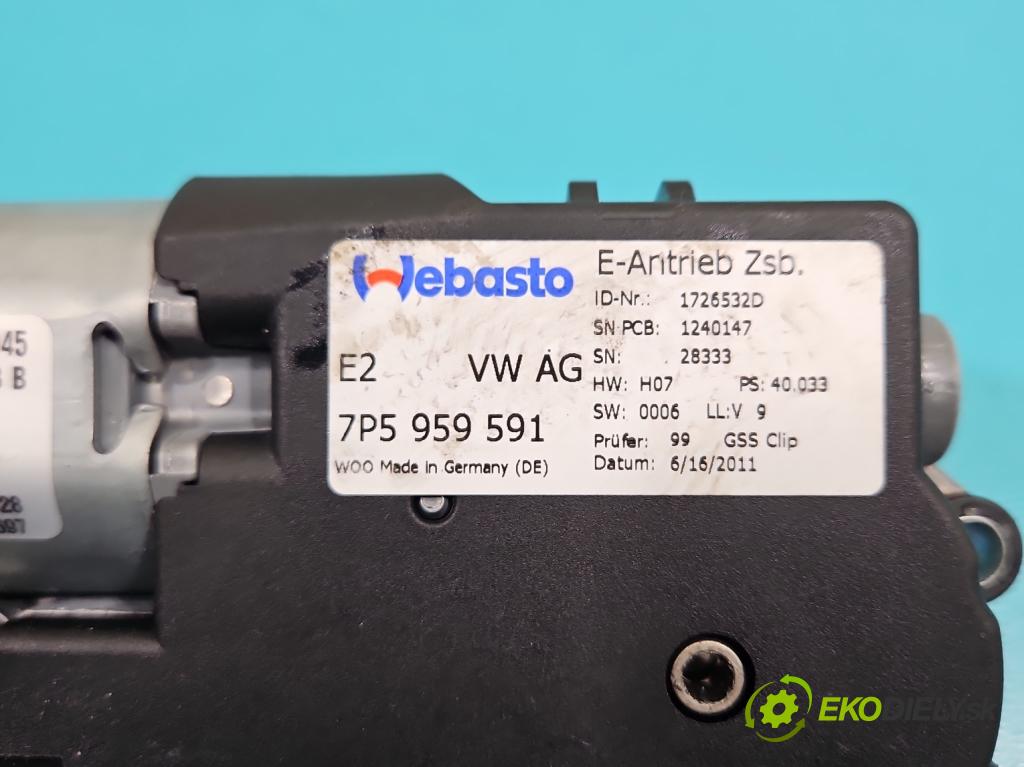 Webasto
E-Antrieb Zsb.
ID-Nr.: 1726532D
SN PCB: 1240147
SN: 28333
HW: H07 PS: 40.033
SW: 0006 LL:V 9
Prüfer: 99 GSS Clip
Datum: 6/16/2011
E2 VW AG
7P5 959 591
WOO Made in Germany (DE)
45
B
28
397
EKODIELY.sk